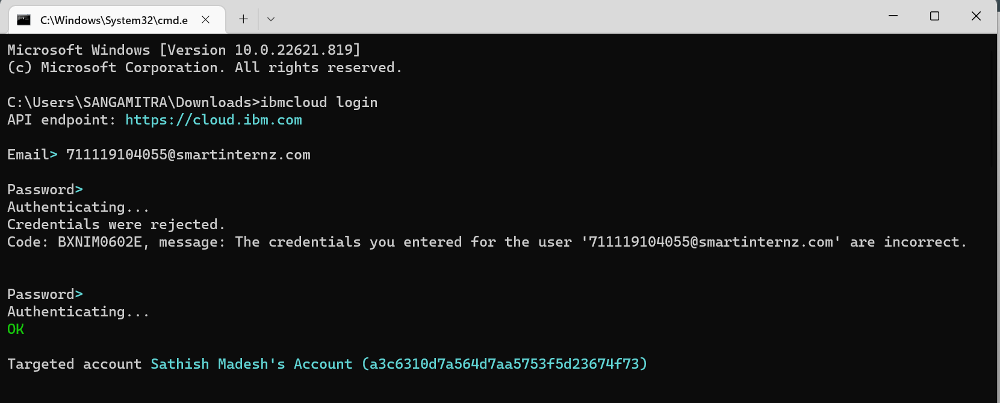 C:\Windows\System32\cmd.e
Microsoft Windows [Version 10.0.22621.819]
(c) Microsoft Corporation. All rights reserved.
C:\Users\SANGAMITRA\Downloads>ibmcloud login
API endpoint: https://cloud.ibm.com
Email> 711119104055@smartinternz.com
Password>
Authenticating...
Credentials were rejected.
Code: BXNIM0602E, message: The credentials you entered for the user '711119104055@smartinternz.com' are incorrect.
Password>
Authenticating...
OK
Targeted account Sathish Madesh's Account (a3c6310d7a564d7aa5753f5d23674f73)